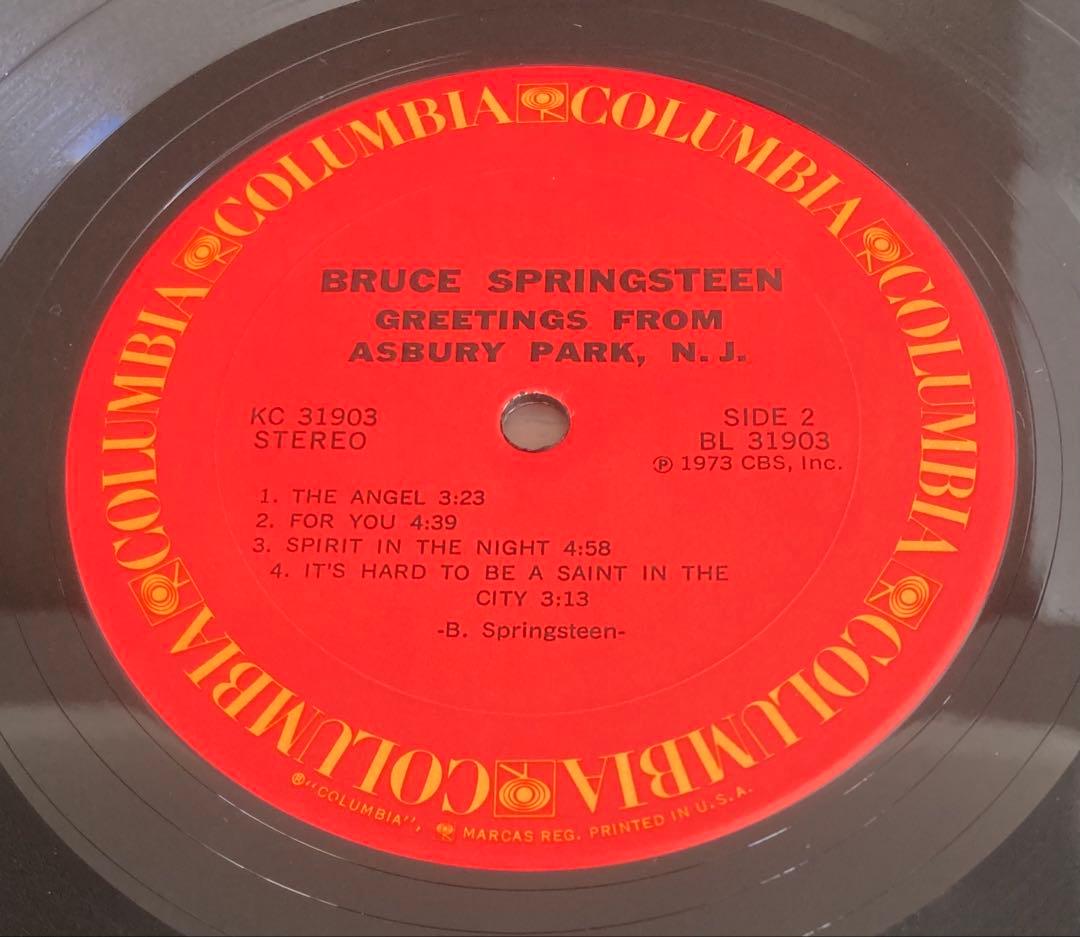 COLUMBIA COLUMBIA COLUMBIA COLUMBIA COLUMBIA COLUMBIA COLUMBIA COLUMBIA
BRUCE SPRINGSTEEN
GREETINGS FROM
ASBURY PARK, N.J.
KC 31903
STEREO
SIDE 2
BL 31903
Ⓟ 1973 CBS, Inc.
1. THE ANGEL 3:23
2. FOR YOU 4:39
3. SPIRIT IN THE NIGHT 4:58
4. IT'S HARD TO BE A SAINT IN THE
CITY 3:13
-B. Springsteen-
®"COLUMBIA", MARCAS REG. PRINTED IN U.S.A.